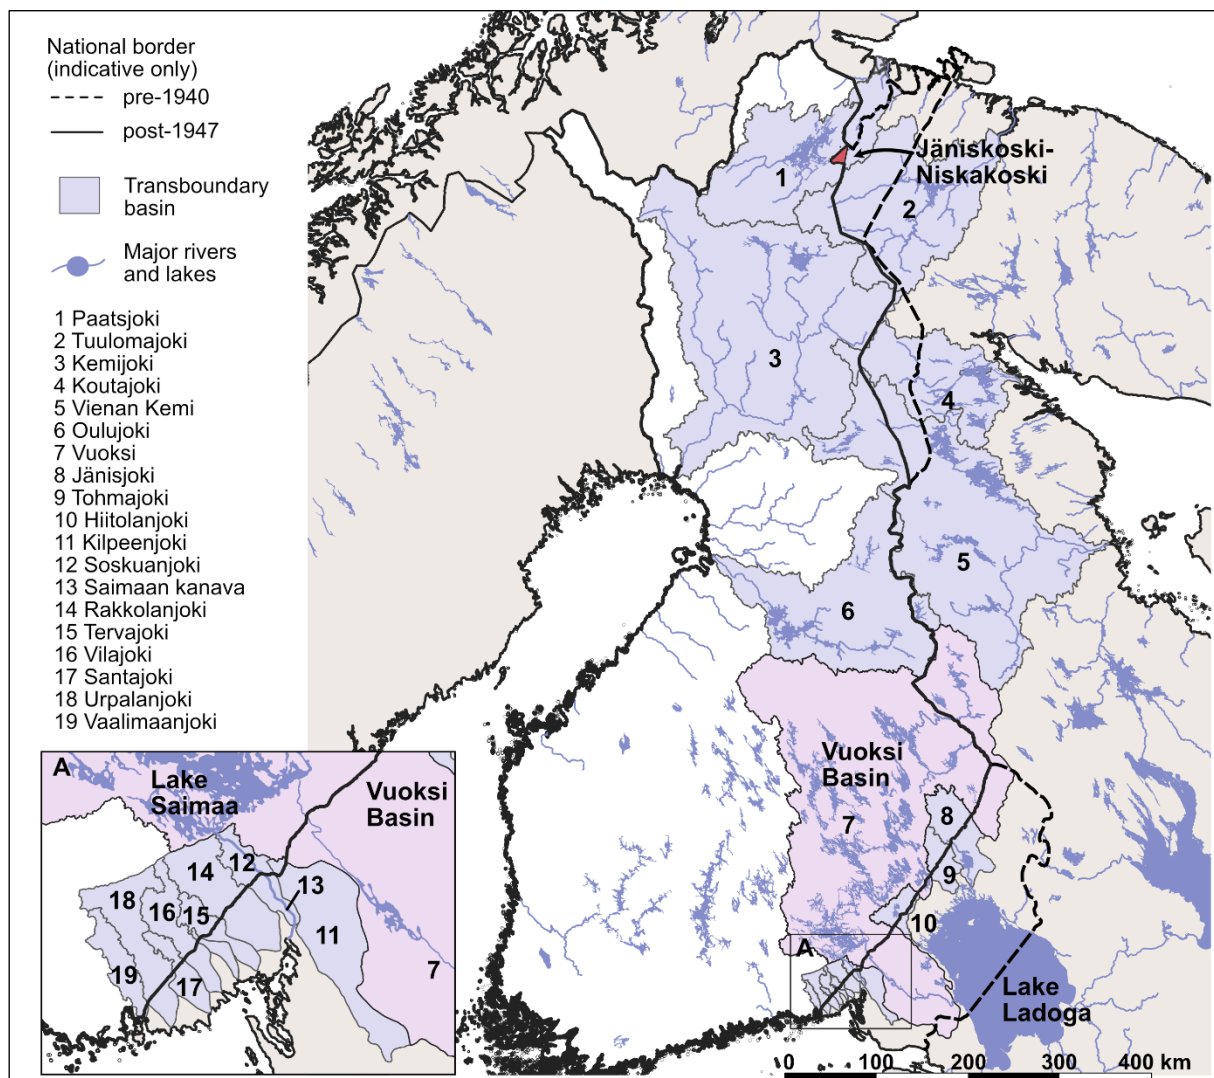 National border
(indicative only)
pre-1940
post-1947
Transboundary
basin
Major rivers
and lakes
1 Paatsjoki
2 Tuulomajoki
3 Kemijoki
4 Koutajoki
5 Vienan Kemi
6 Oulujoki
7 Vuoksi
8 Jänisjoki
9 Tohmajoki
10 Hiitolanjoki
11 Kilpeenjoki
12 Soskuanjoki
13 Saimaan kanava
14 Rakkolanjoki
15 Tervajoki
16 Vilajoki
17 Santajoki
18 Urpalanjoki
19 Vaalimaanjoki
Jäniskoski-
Niskakoski
1
2
3
4
5
6
Vuoksi
Basin
7
8
9
10
A
Lake
Ladoga
0 100 200 300 400 km
A
Lake
Saimaa
Vuoksi
Basin
12
14
13
18
16
15
11
19
17
7